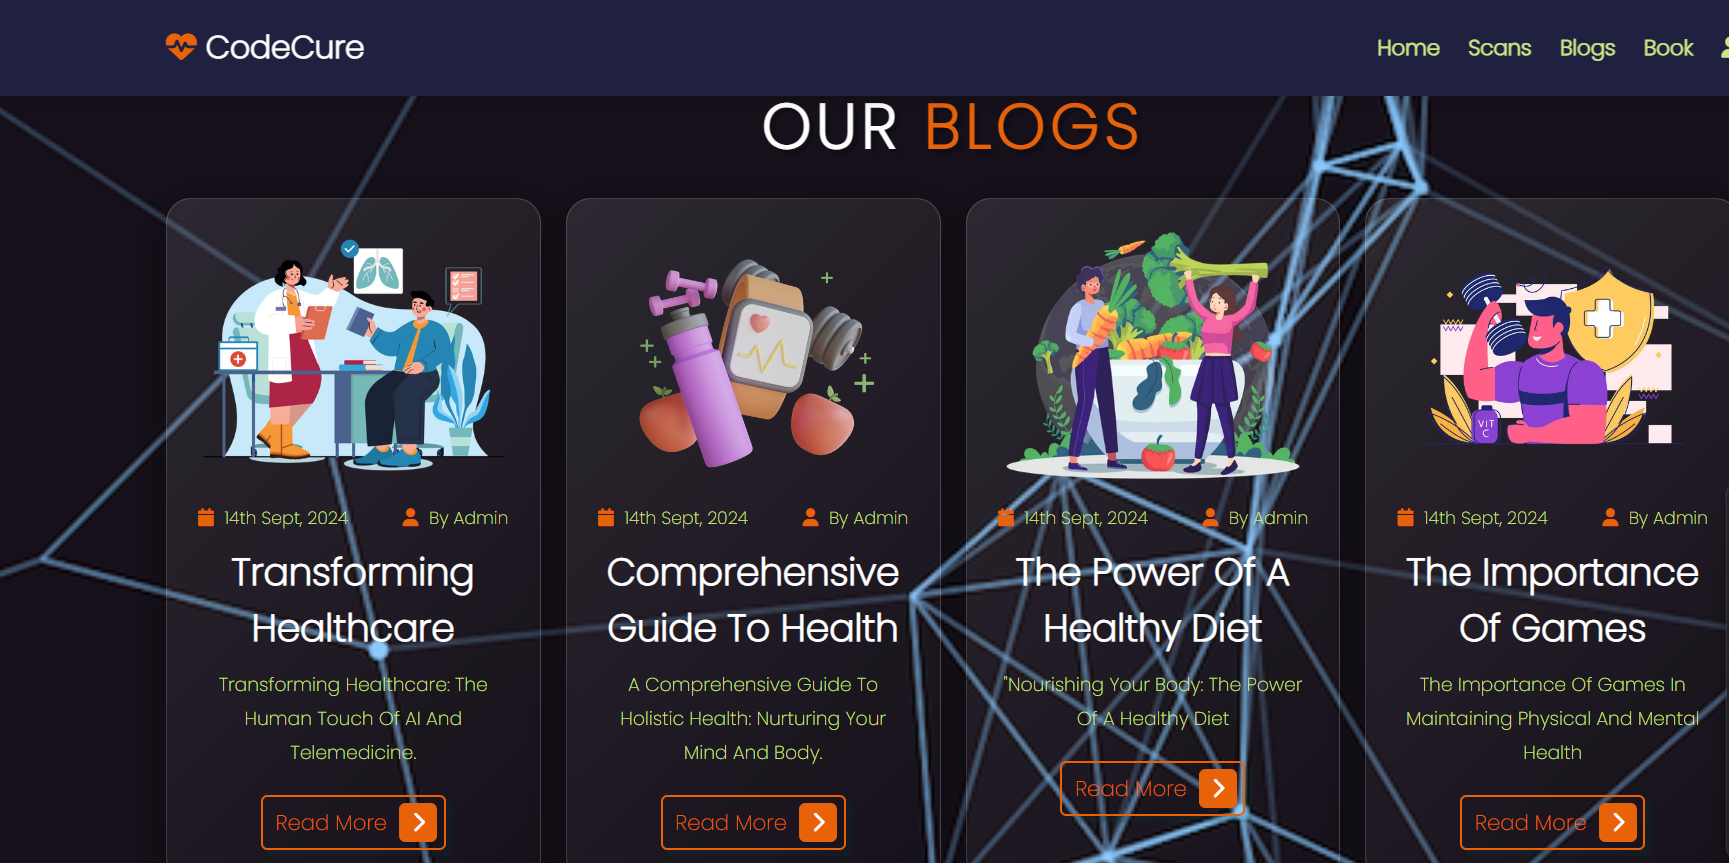 CodeCure
Home Scans Blogs Book
OUR BLOGS
14th Sept, 2024 By Admin
Transforming
Healthcare
Transforming Healthcare: The
Human Touch Of AI And
Telemedicine.
Read More
14th Sept, 2024 By Admin
Comprehensive
Guide To Health
A Comprehensive Guide To
Holistic Health: Nurturing Your
Mind And Body.
Read More
14th Sept, 2024 By Admin
The Power Of A
Healthy Diet
"Nourishing Your Body: The Power
Of A Healthy Diet
Read More
VIT
C
14th Sept, 2024 By Admin
The Importance
Of Games
The Importance Of Games In
Maintaining Physical And Mental
Health
Read More